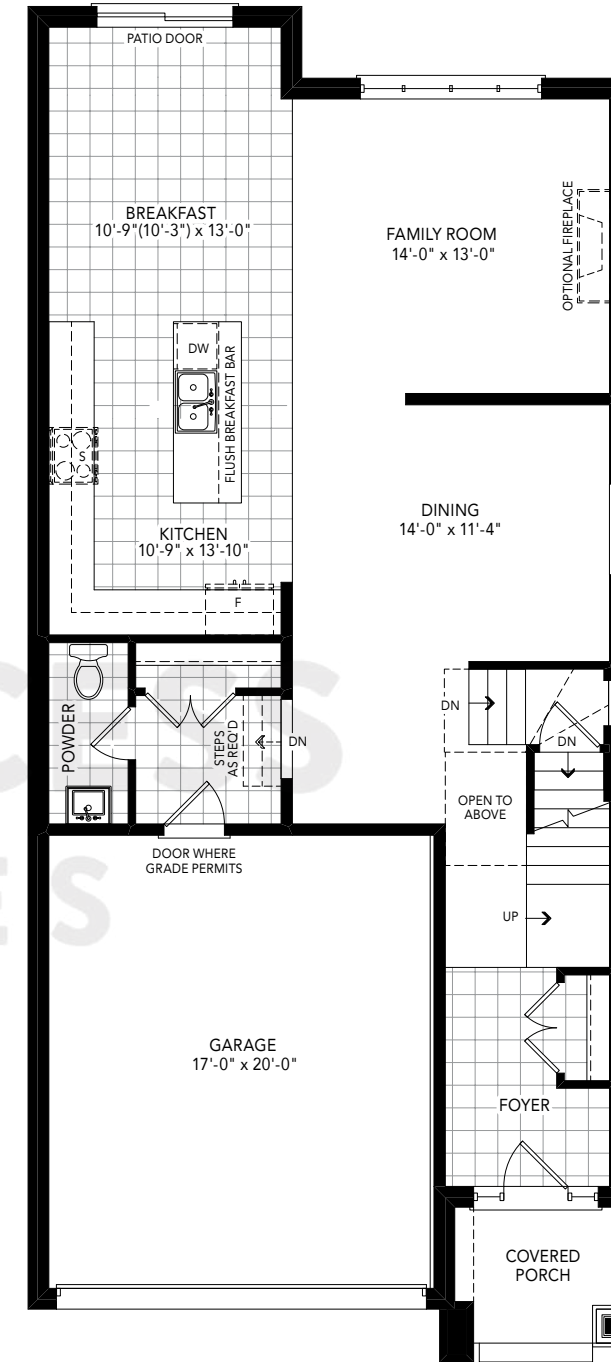 PATIO DOOR
BREAKFAST
10'-9"(10'-3") x 13'-0"
FAMILY ROOM
14'-0" x 13'-0"
OPTIONAL FIREPLACE
DW
FLUSH BREAKFAST BAR
S
DINING
14'-0" x 11'-4"
KITCHEN
10'-9" x 13'-10"
F
POWDER
STEPS
AS REQ'D
DN
DN
DN
OPEN TO
ABOVE
DOOR WHERE
GRADE PERMITS
UP
GARAGE
17'-0" x 20'-0"
FOYER
COVERED
PORCH